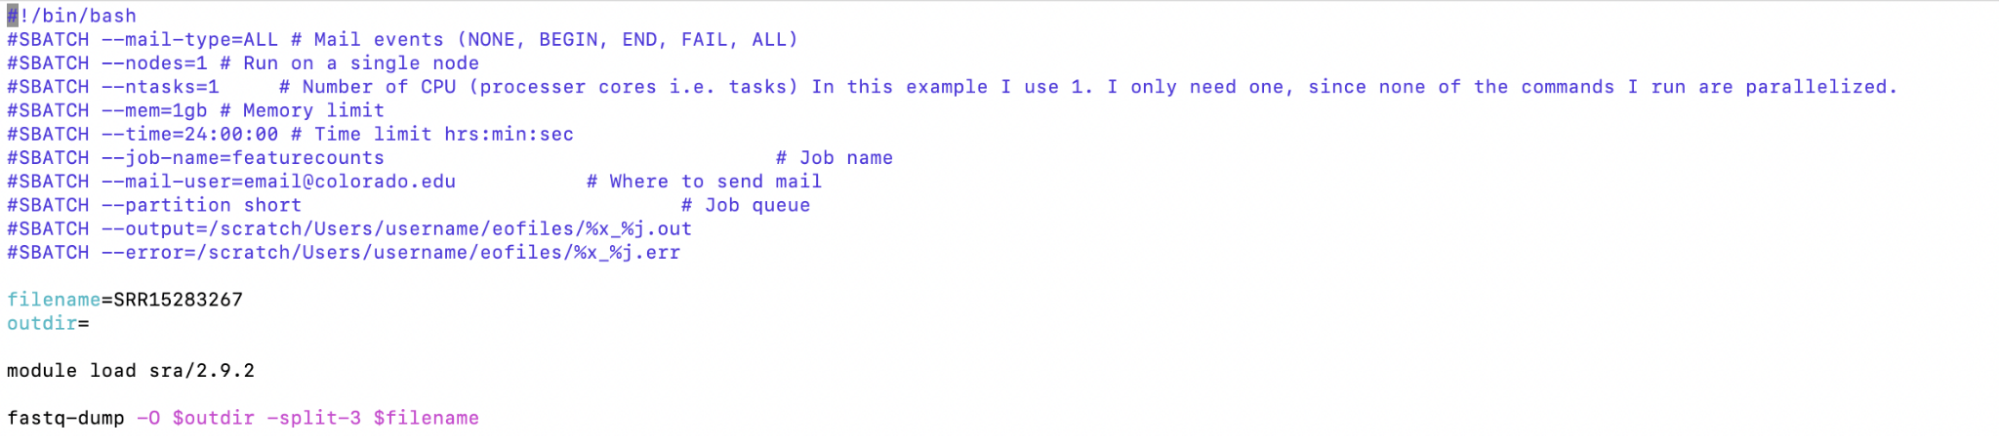 #!/bin/bash
#SBATCH --mail-type=ALL # Mail events (NONE, BEGIN, END, FAIL, ALL)
#SBATCH --nodes=1 # Run on a single node
#SBATCH --ntasks=1     # Number of CPU (processer cores i.e. tasks) In this example I use 1. I only need one, since none of the commands I run are parallelized.
#SBATCH --mem=1gb # Memory limit
#SBATCH --time=24:00:00 # Time limit hrs:min:sec
#SBATCH --job-name=featurecounts                                 # Job name
#SBATCH --mail-user=email@colorado.edu           # Where to send mail
#SBATCH --partition short                                # Job queue
#SBATCH --output=/scratch/Users/username/eofiles/%x_%j.out
#SBATCH --error=/scratch/Users/username/eofiles/%x_%j.err

filename=SRR15283267
outdir=

module load sra/2.9.2

fastq-dump -O $outdir -split-3 $filename